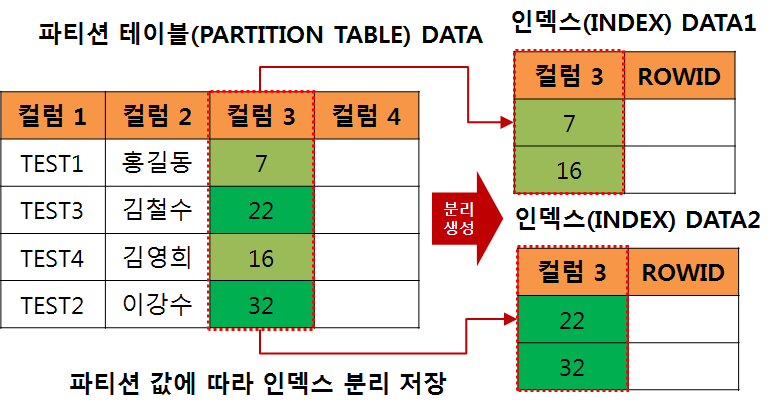 파티션 테이블(PARTITION TABLE) DATA
컬럼 1 컬럼 2 컬럼 3 컬럼 4
TEST1 홍길동 7
TEST3 김철수 22
TEST4 김영희 16
TEST2 이강수 32
분리
생성
인덱스(INDEX) DATA1
컬럼 3 ROWID
7
16
인덱스(INDEX) DATA2
컬럼 3 ROWID
22
32
파티션 값에 따라 인덱스 분리 저장